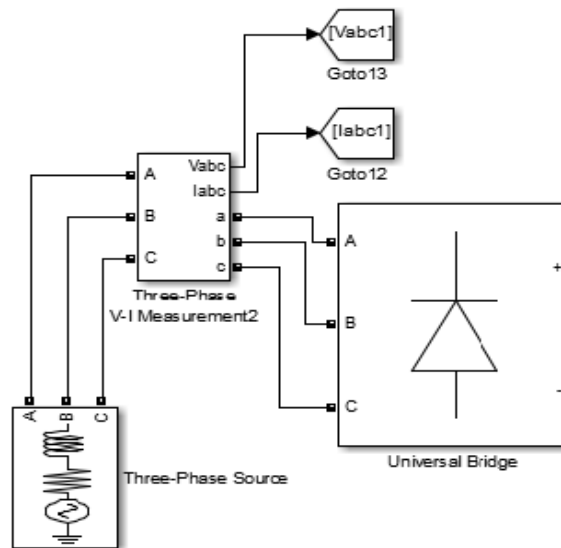 [Vabc1]
Goto13
[Iabc1]
Goto12
A
B
C
Vabc
Iabc
a
b
c
Three-Phase
V-I Measurement2
A
B
C
+
-
Universal Bridge
A
B
C
Three-Phase Source